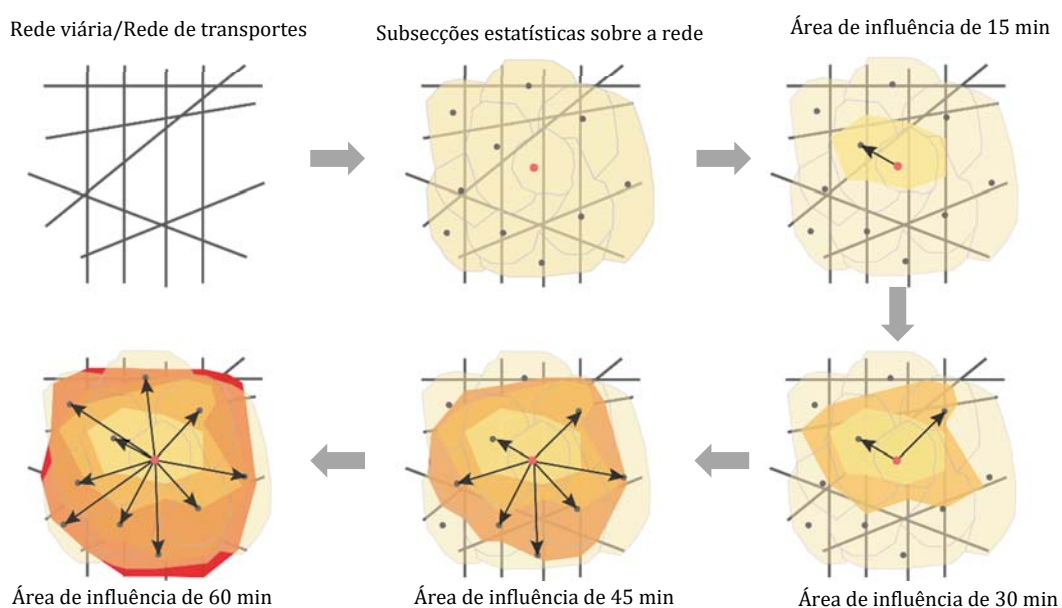 Rede viária/Rede de transportes
Subsecções estatísticas sobre a rede
Área de influência de 15 min
Área de influência de 60 min
Área de influência de 45 min
Área de influência de 30 min